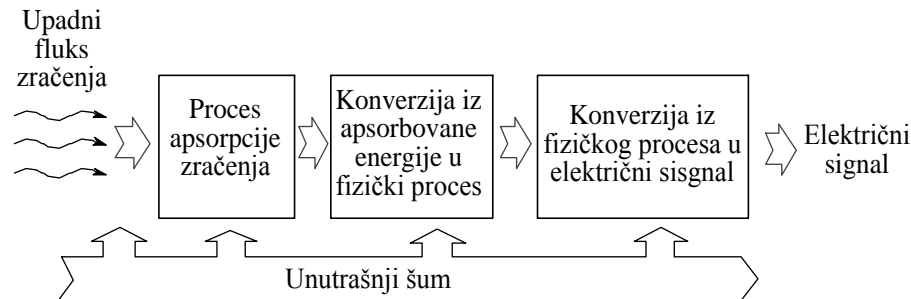 Upadni
fluks
zračenja
Proces
apsorpcije
zračenja
Konverzija iz
apsorbovane
energije u
fizički proces
Konverzija iz
fizičkog procesa u
električni sisgnal
Električni
signal
Unutrašnji šum